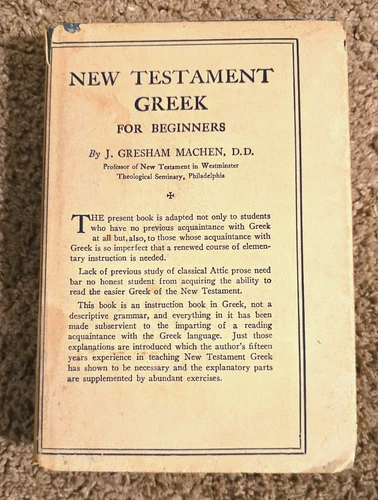 NEW TESTAMENT
GREEK
FOR BEGINNERS
By J. GRESHAM MACHEN, D.D.
Professor of New Testament in Westminster
Theological Seminary, Philadelphia
✠
THE present book is adapted not only to students
who have no previous acquaintance with Greek
at all but, also, to those whose acquaintance with
Greek is so imperfect that a renewed course of elemen-
tary instruction is needed.
Lack of previous study of classical Attic prose need
bar no honest student from acquiring the ability to
read the easier Greek of the New Testament.
This book is an instruction book in Greek, not a
descriptive grammar, and everything in it has been
made subservient to the imparting of a reading
acquaintance with the Greek language. Just those
explanations are introduced which the author's fifteen
years experience in teaching New Testament Greek
has shown to be necessary and the explanatory parts
are supplemented by abundant exercises.